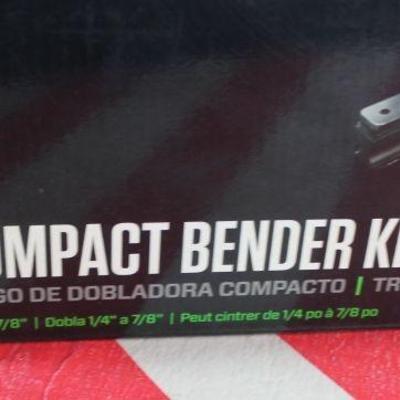 OMPACT BENDER K
GO DE DOBLADORA COMPACTO | TR
7/8" | Dobla 1/4" a 7/8" | Peut cintrer de 1/4 po à 7/8 po